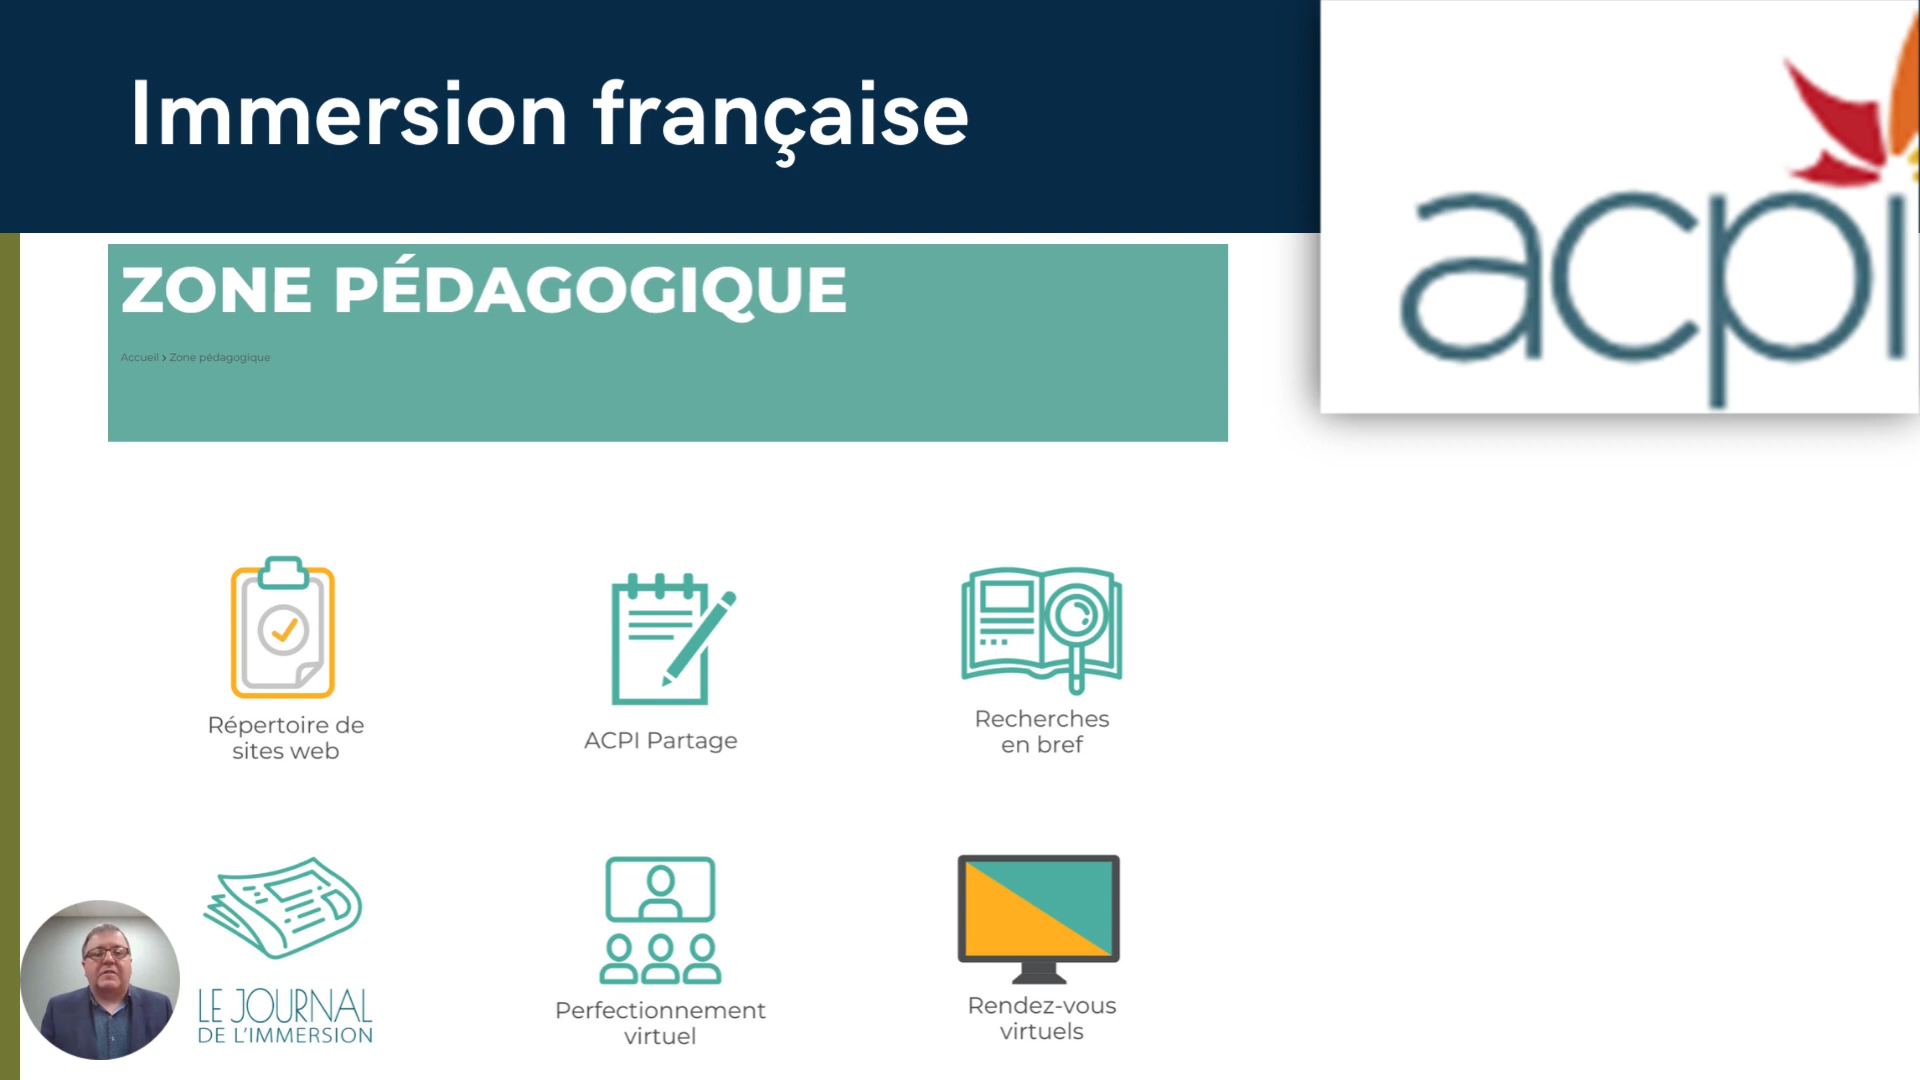 Immersion française
acpi
ZONE PÉDAGOGIQUE
Accueil > Zone pédagogique
Répertoire de
sites web
ACPI Partage
Recherches
en bref
LE JOURNAL
DE L'IMMERSION
Perfectionnement
virtuel
Rendez-vous
virtuels